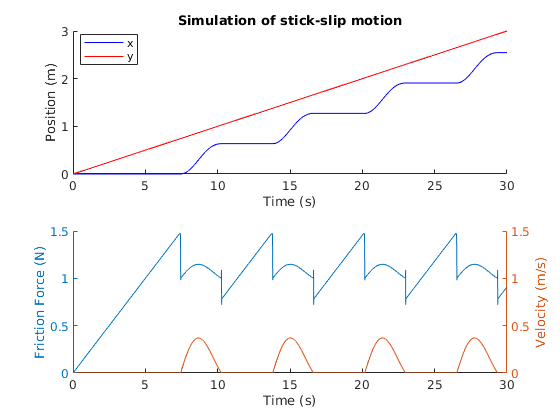 Simulation of stick-slip motion
x
y
Position (m)
3
2
1
0
0 5 10 15 20 25 30
Time (s)
Friction Force (N)
1.5
1
0.5
0
1.5
1
0.5
0
Velocity (m/s)
0 5 10 15 20 25 30
Time (s)